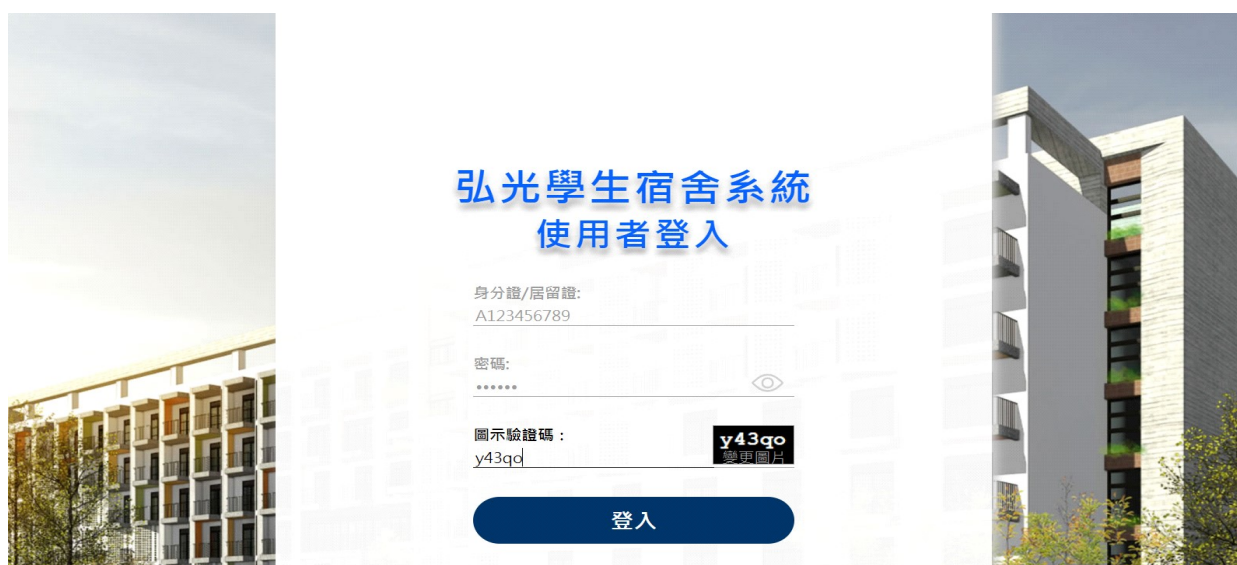 弘光學生宿舍系統
使用者登入
身分證/居留證:
A123456789
密碼:
••••••
圖示驗證碼：
y43qo
y43qo
變更圖片
登入